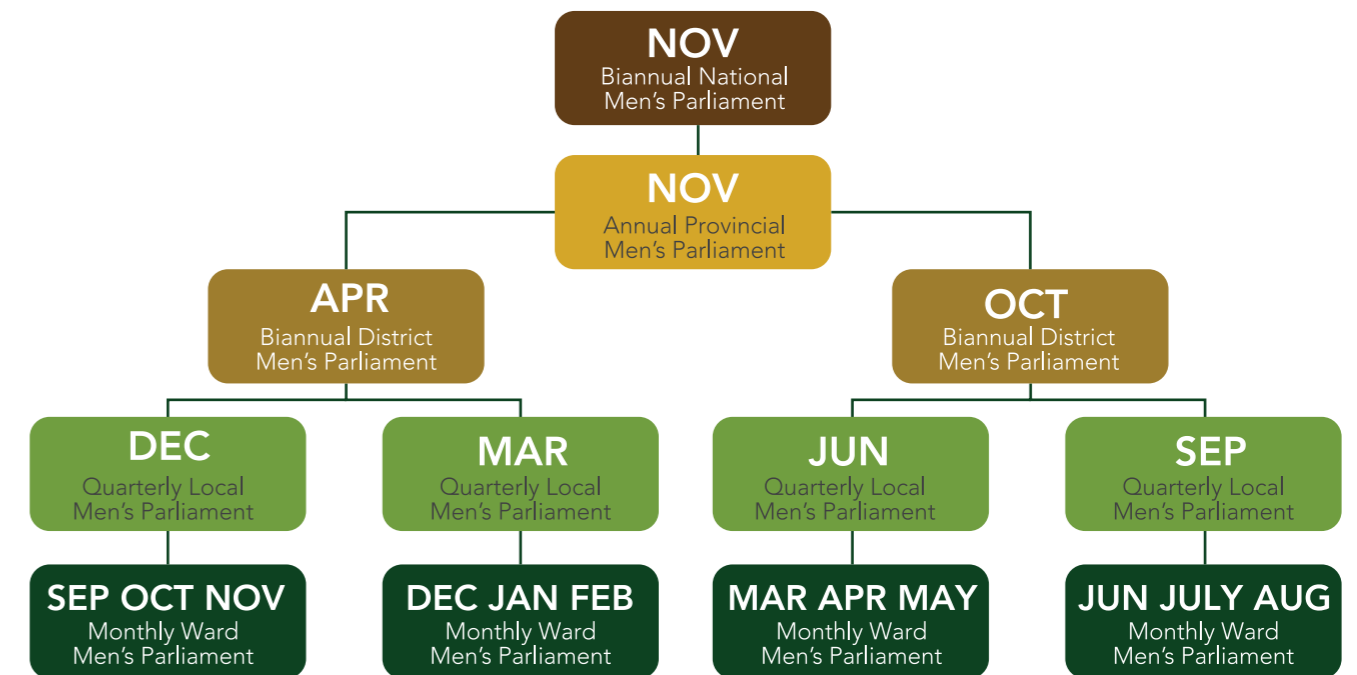 NOV
Biannual National
Men's Parliament
NOV
Annual Provincial
Men's Parliament
APR
Biannual District
Men's Parliament
OCT
Biannual District
Men's Parliament
DEC
Quarterly Local
Men's Parliament
MAR
Quarterly Local
Men's Parliament
JUN
Quarterly Local
Men's Parliament
SEP
Quarterly Local
Men's Parliament
SEP OCT NOV
Monthly Ward
Men's Parliament
DEC JAN FEB
Monthly Ward
Men's Parliament
MAR APR MAY
Monthly Ward
Men's Parliament
JUN JULY AUG
Monthly Ward
Men's Parliament